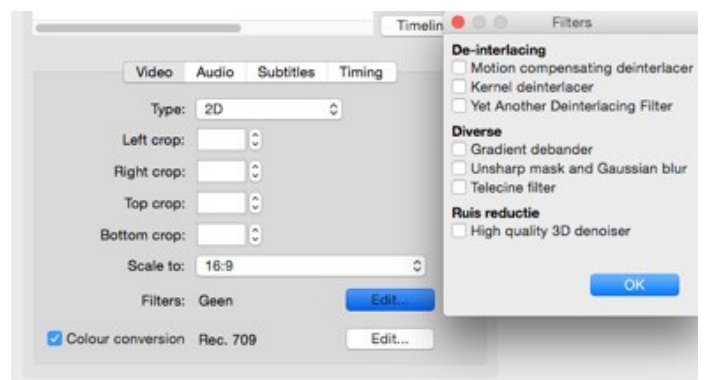 Timelin
Video Audio Subtitles Timing
Type: 2D
Left crop:
Right crop:
Top crop:
Bottom crop:
Scale to: 16:9
Filters: Geen Edit...
Colour conversion Rec. 709 Edit...
Filters
De-interlacing
Motion compensating deinterlacer
Kernel deinterlacer
Yet Another Deinterlacing Filter
Diverse
Gradient debander
Unsharp mask and Gaussian blur
Telecine filter
Ruis reductie
High quality 3D denoiser
OK